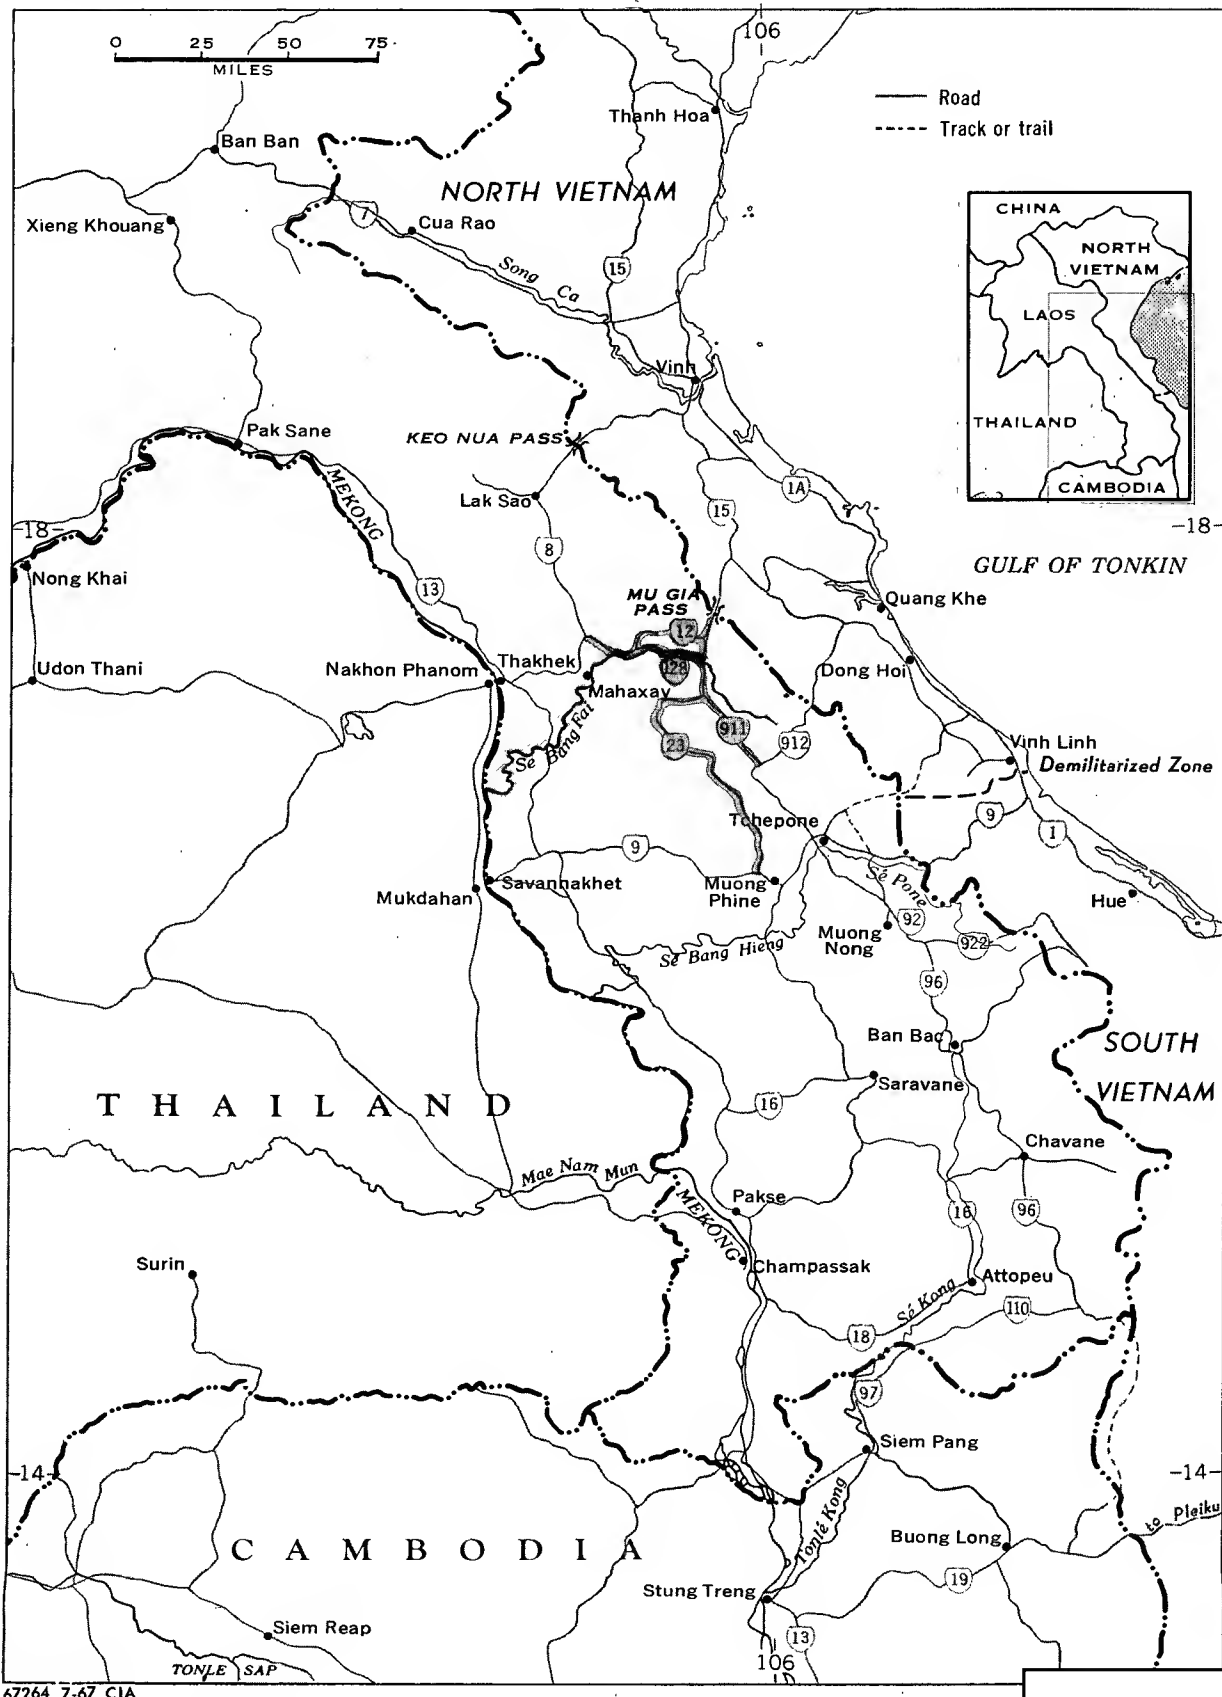 106
0 25 50 75
MILES
Road
Track or trail
Thanh Hoa
Ban Ban
NORTH VIETNAM
7
Cua Rao
Xieng Khouang
Song Ca
15
CHINA
NORTH
VIETNAM
LAOS
THAILAND
CAMBODIA
Vinh
Pak Sane
KEO NUA PASS
MEKONG
Lak Sao
1A
15
-18-
-18-
8
GULF OF TONKIN
Nong Khai
13
MU GIA
PASS
Quang Khe
12
Udon Thani
Nakhon Phanom
Thakhek
128
Dong Hoi
Mahaxay
Se Bang Fai
23
911
912
Vinh Linh
Demilitarized Zone
Tchepone
9
1
9
Savannakhet
Mukdahan
Muong
Phine
Sé Pone
Hue
92
Muong
Nong
922
Se Bang Hieng
96
Ban Bac
SOUTH
VIETNAM
Saravane
THAILAND
16
Chavane
Mae Nam Mun
MEKONG
Pakse
16
96
Surin
Champassak
Attopeu
Sé Kong
110
18
97
Siem Pang
-14-
-14-
Tonlé Kong
to Pleiku
Buong Long
CAMBODIA
Stung Treng
19
Siem Reap
13
TONLE SAP
106
67264 7-67 CIA